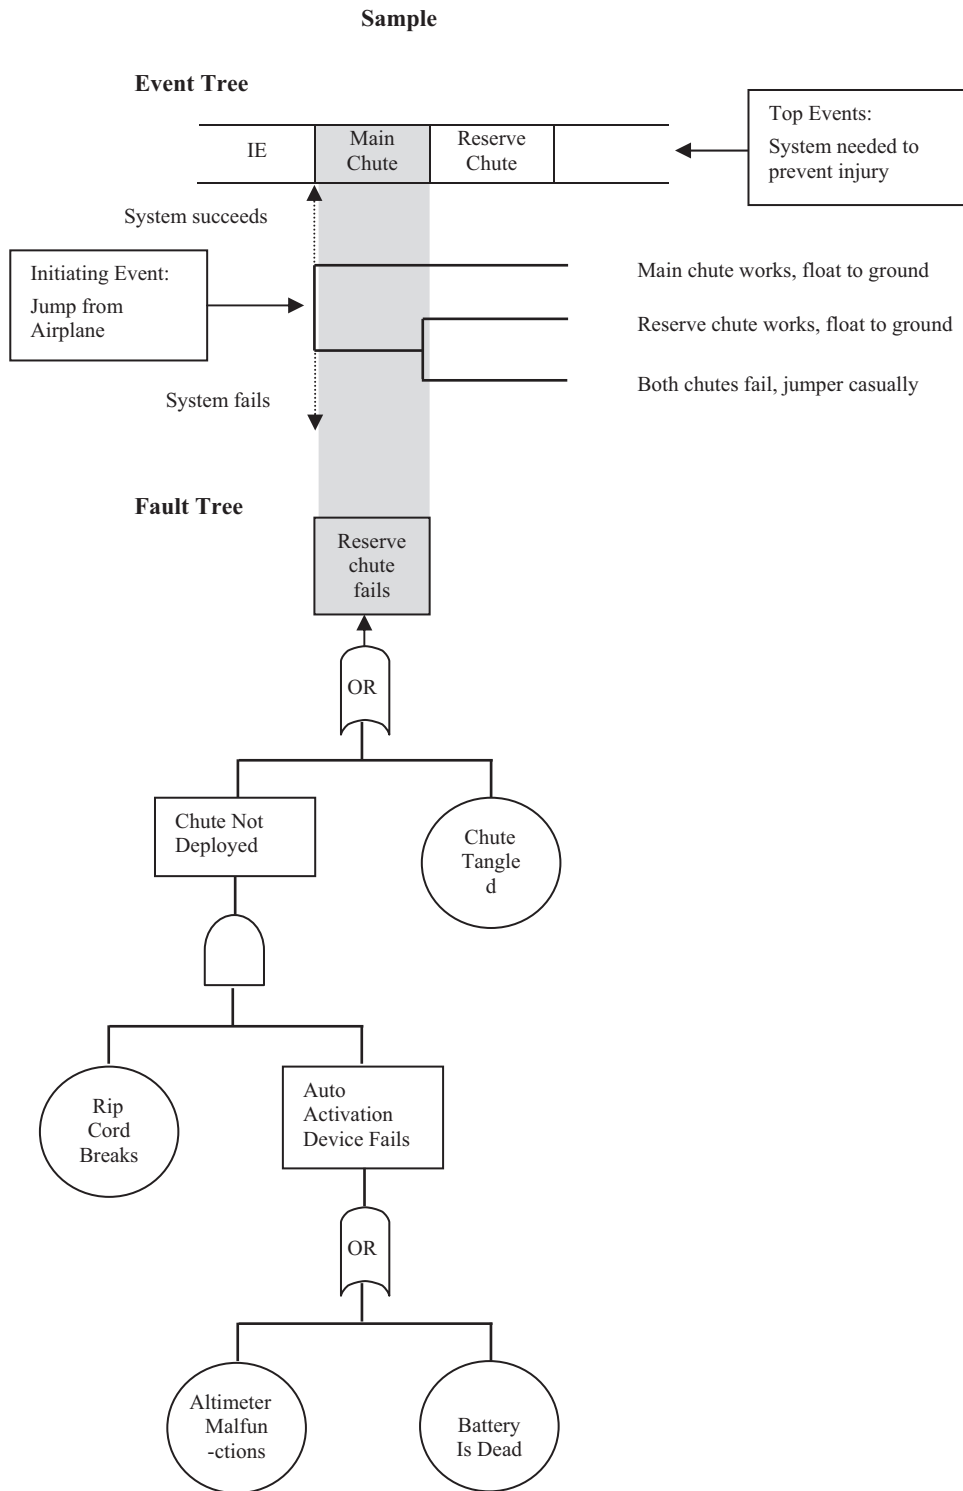 Sample
Event Tree
IE
Main
Chute
Reserve
Chute
Top Events:
System needed to
prevent injury
System succeeds
Initiating Event:
Jump from
Airplane
Main chute works, float to ground
Reserve chute works, float to ground
Both chutes fail, jumper casually
System fails
Fault Tree
Reserve
chute
fails
OR
Chute Not
Deployed
Chute
Tangle
d
Rip
Cord
Breaks
Auto
Activation
Device Fails
OR
Altimeter
Malfun
-ctions
Battery
Is Dead